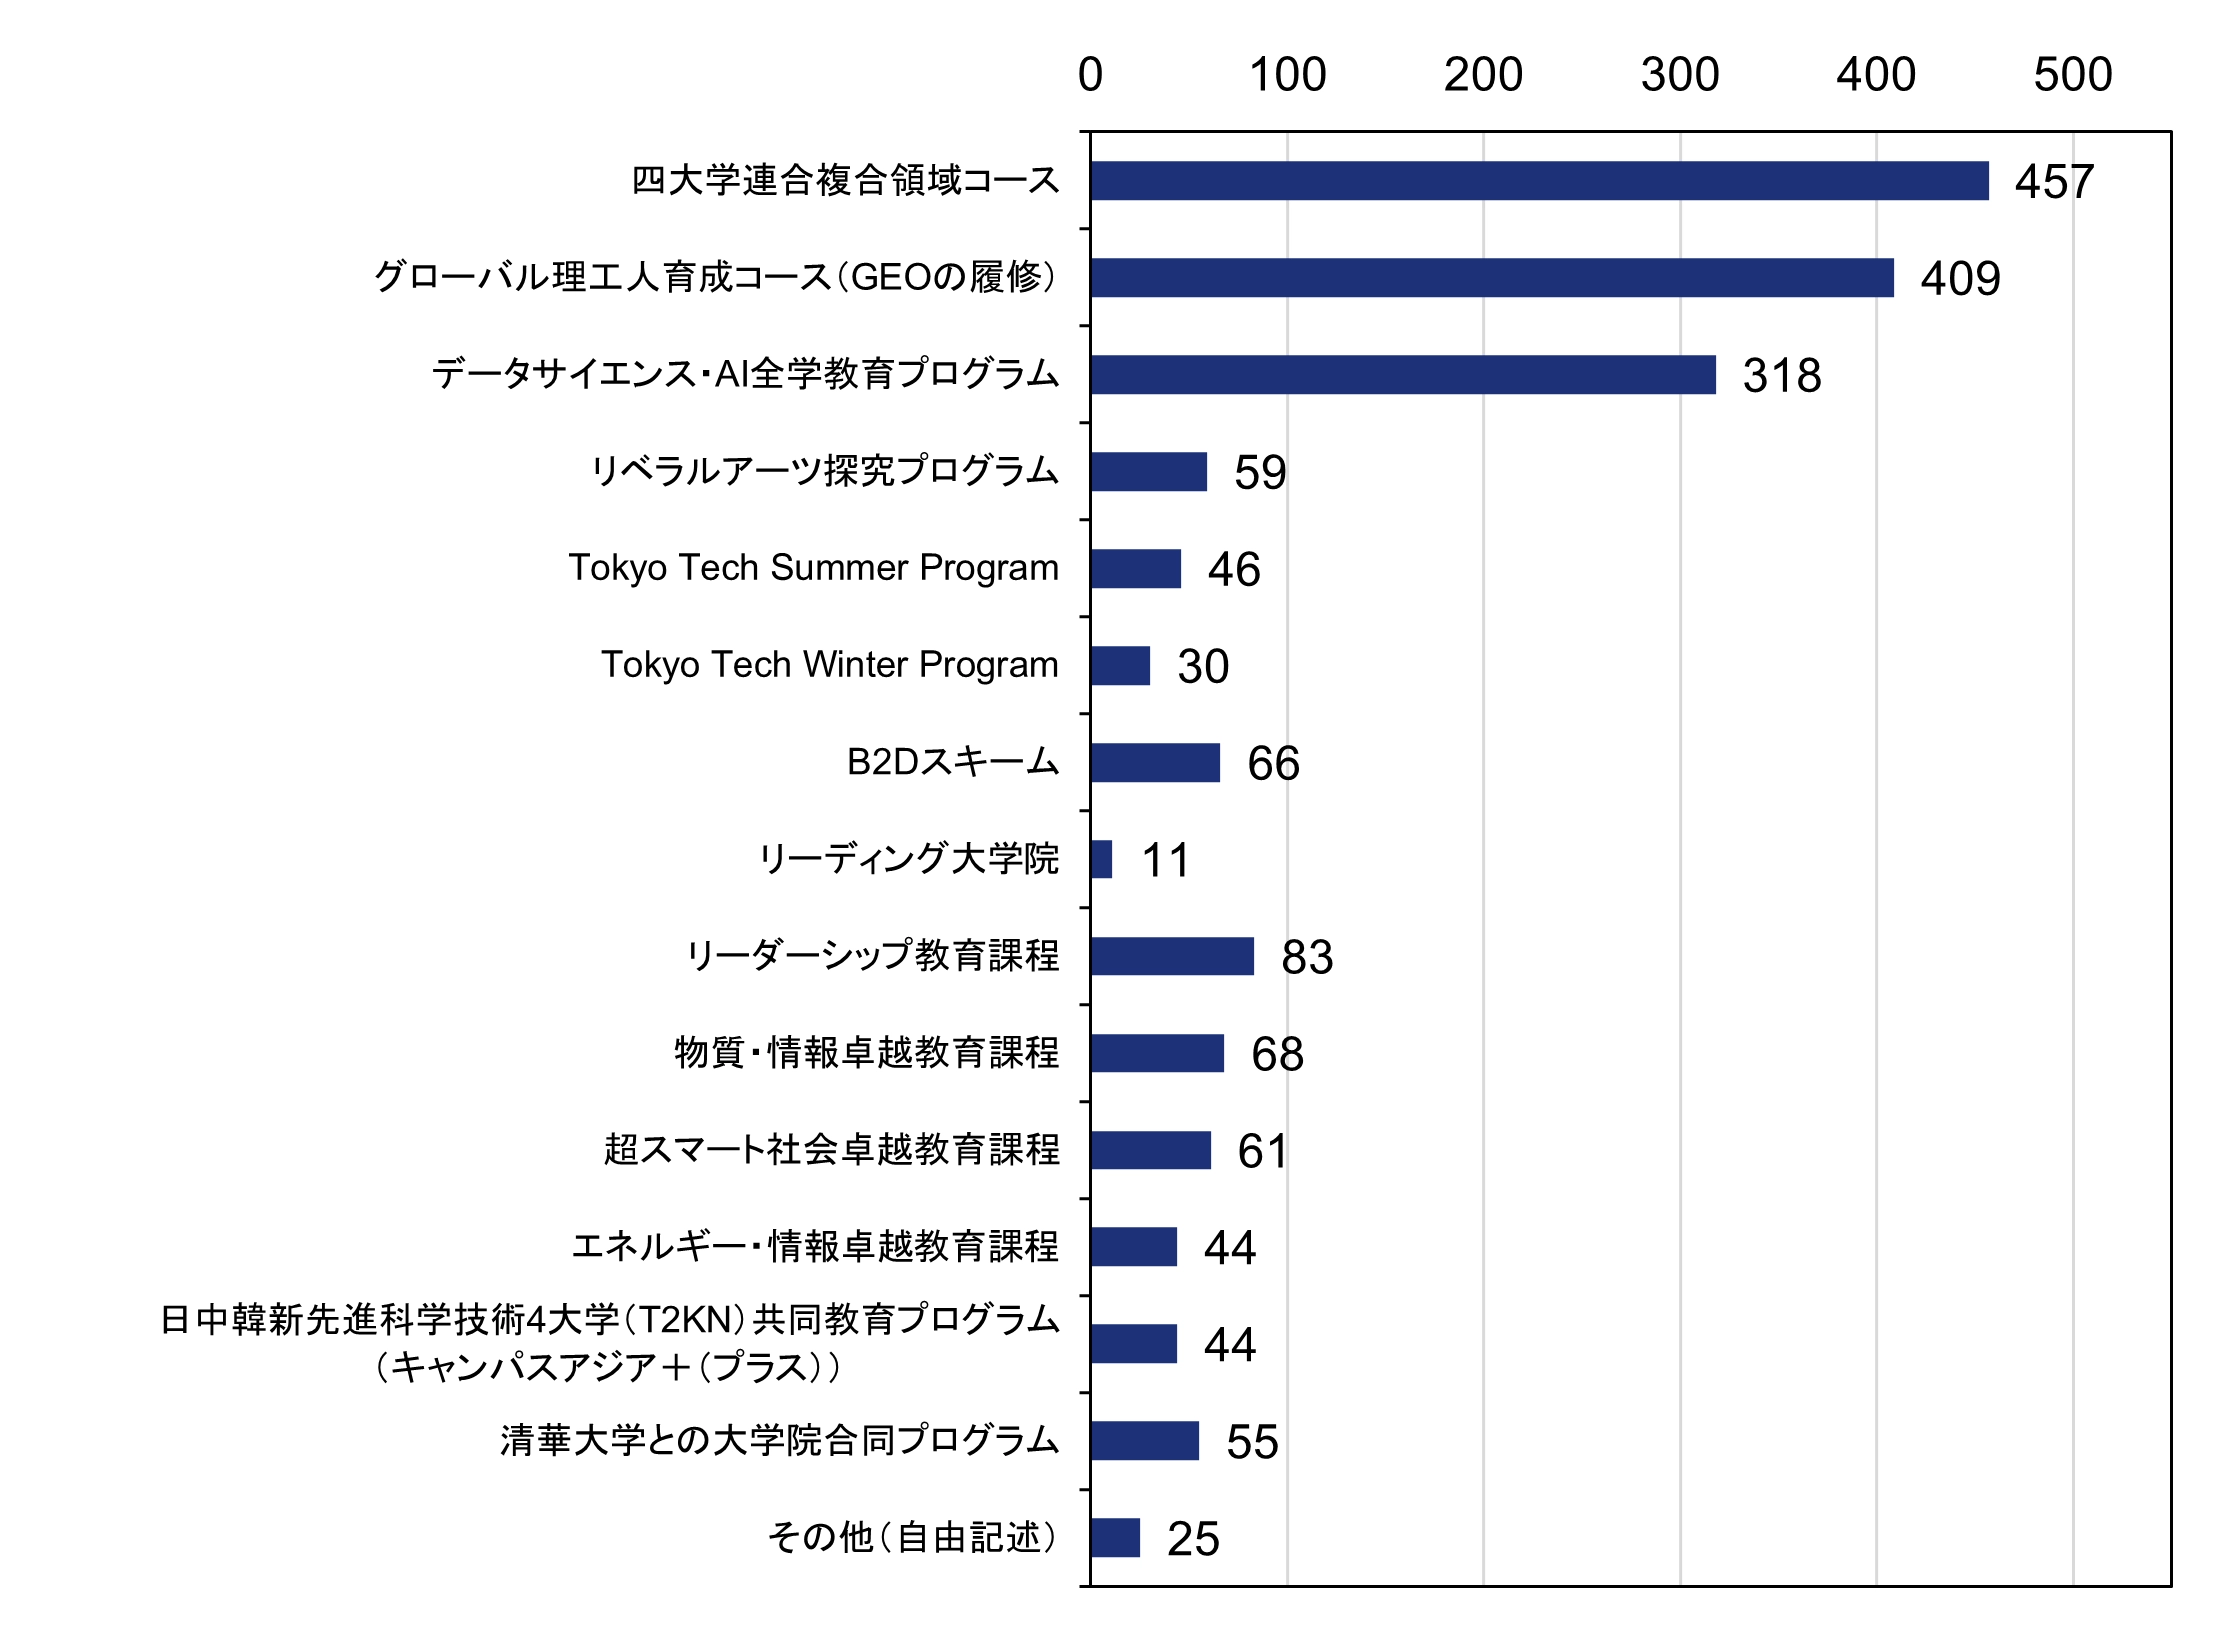 0 100 200 300 400 500
四大学連合複合領域コース 457
グローバル理工人育成コース（GEOの履修） 409
データサイエンス・AI全学教育プログラム 318
リベラルアーツ探究プログラム 59
Tokyo Tech Summer Program 46
Tokyo Tech Winter Program 30
B2Dスキーム 66
リーディング大学院 11
リーダーシップ教育課程 83
物質・情報卓越教育課程 68
超スマート社会卓越教育課程 61
エネルギー・情報卓越教育課程 44
日中韓新先進科学技術4大学（T2KN）共同教育プログラム
（キャンパスアジア＋（プラス）） 44
清華大学との大学院合同プログラム 55
その他（自由記述） 25